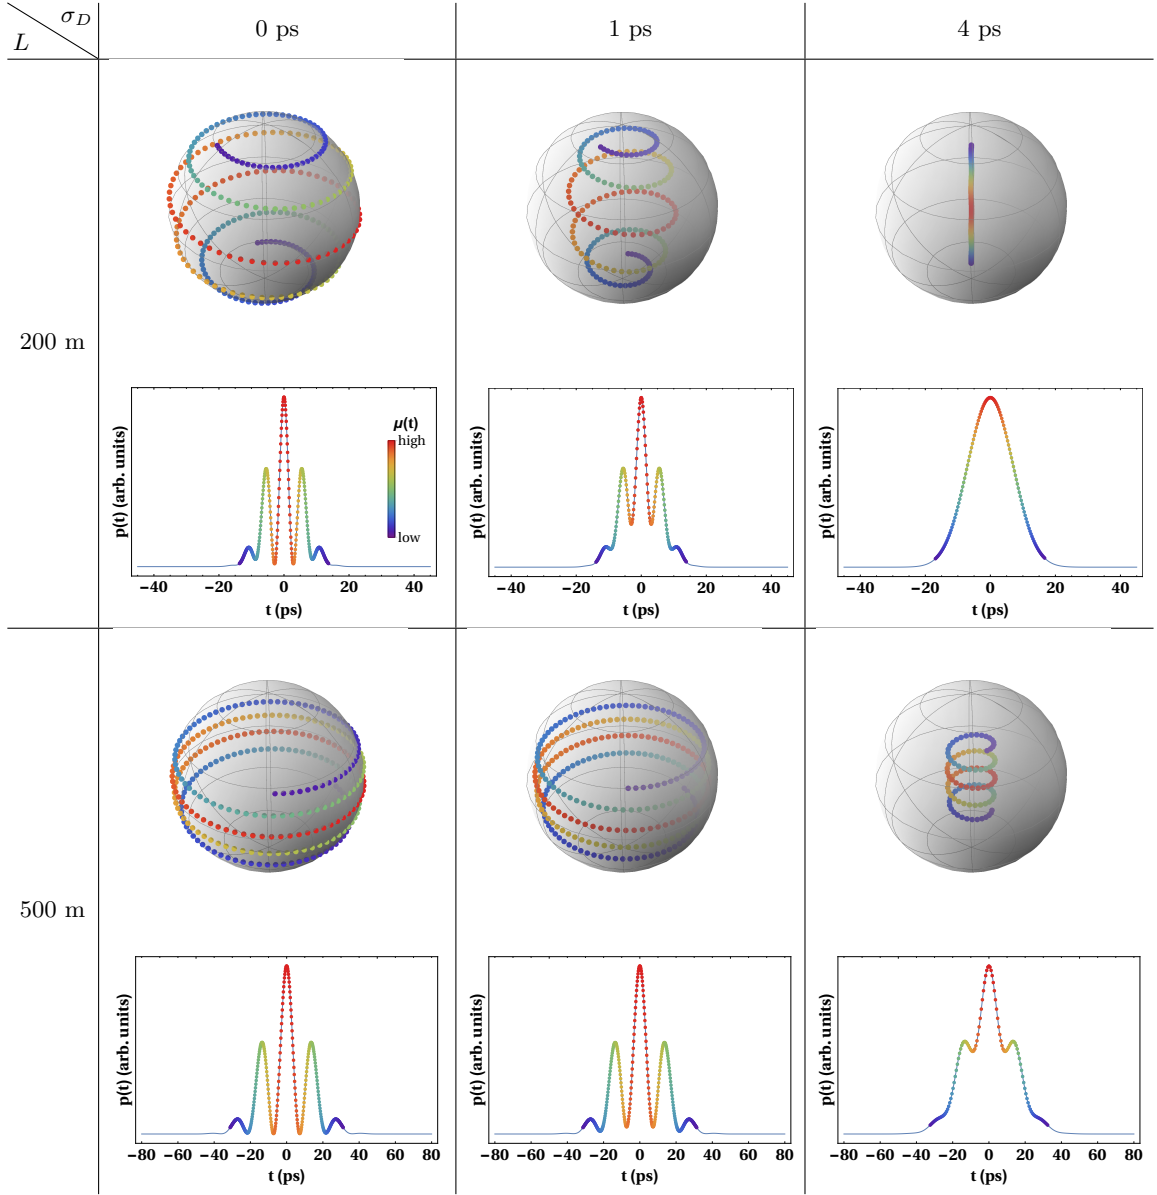 σ_D
L
0 ps
1 ps
4 ps
200 m
p(t) (arb. units)
μ(t)
high
low
−40 −20 0 20 40
t (ps)
p(t) (arb. units)
−40 −20 0 20 40
t (ps)
p(t) (arb. units)
−40 −20 0 20 40
t (ps)
500 m
p(t) (arb. units)
−80 −60 −40 −20 0 20 40 60 80
t (ps)
p(t) (arb. units)
−80 −60 −40 −20 0 20 40 60 80
t (ps)
p(t) (arb. units)
−80 −60 −40 −20 0 20 40 60 80
t (ps)